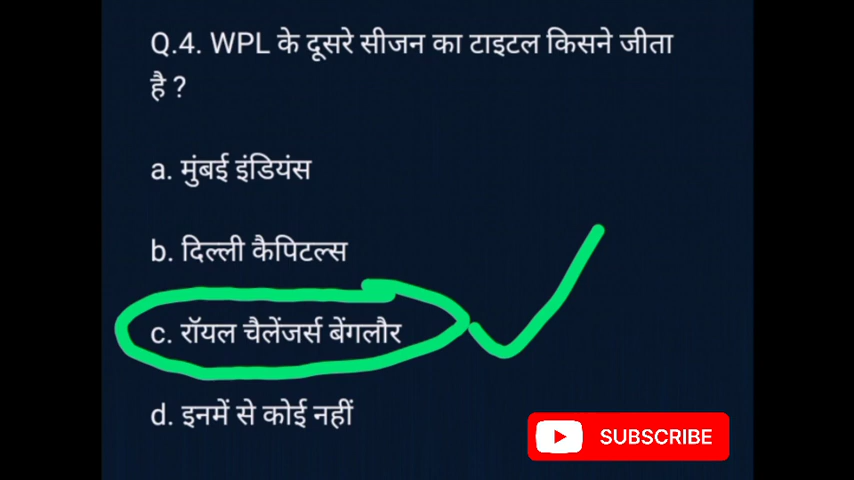 Q.4. WPL के दूसरे सीजन का टाइटल किसने जीता
है ?
a. मुंबई इंडियंस
b. दिल्ली कैपिटल्स
c. रॉयल चैलेंजर्स बेंगलौर
d. इनमें से कोई नहीं
SUBSCRIBE